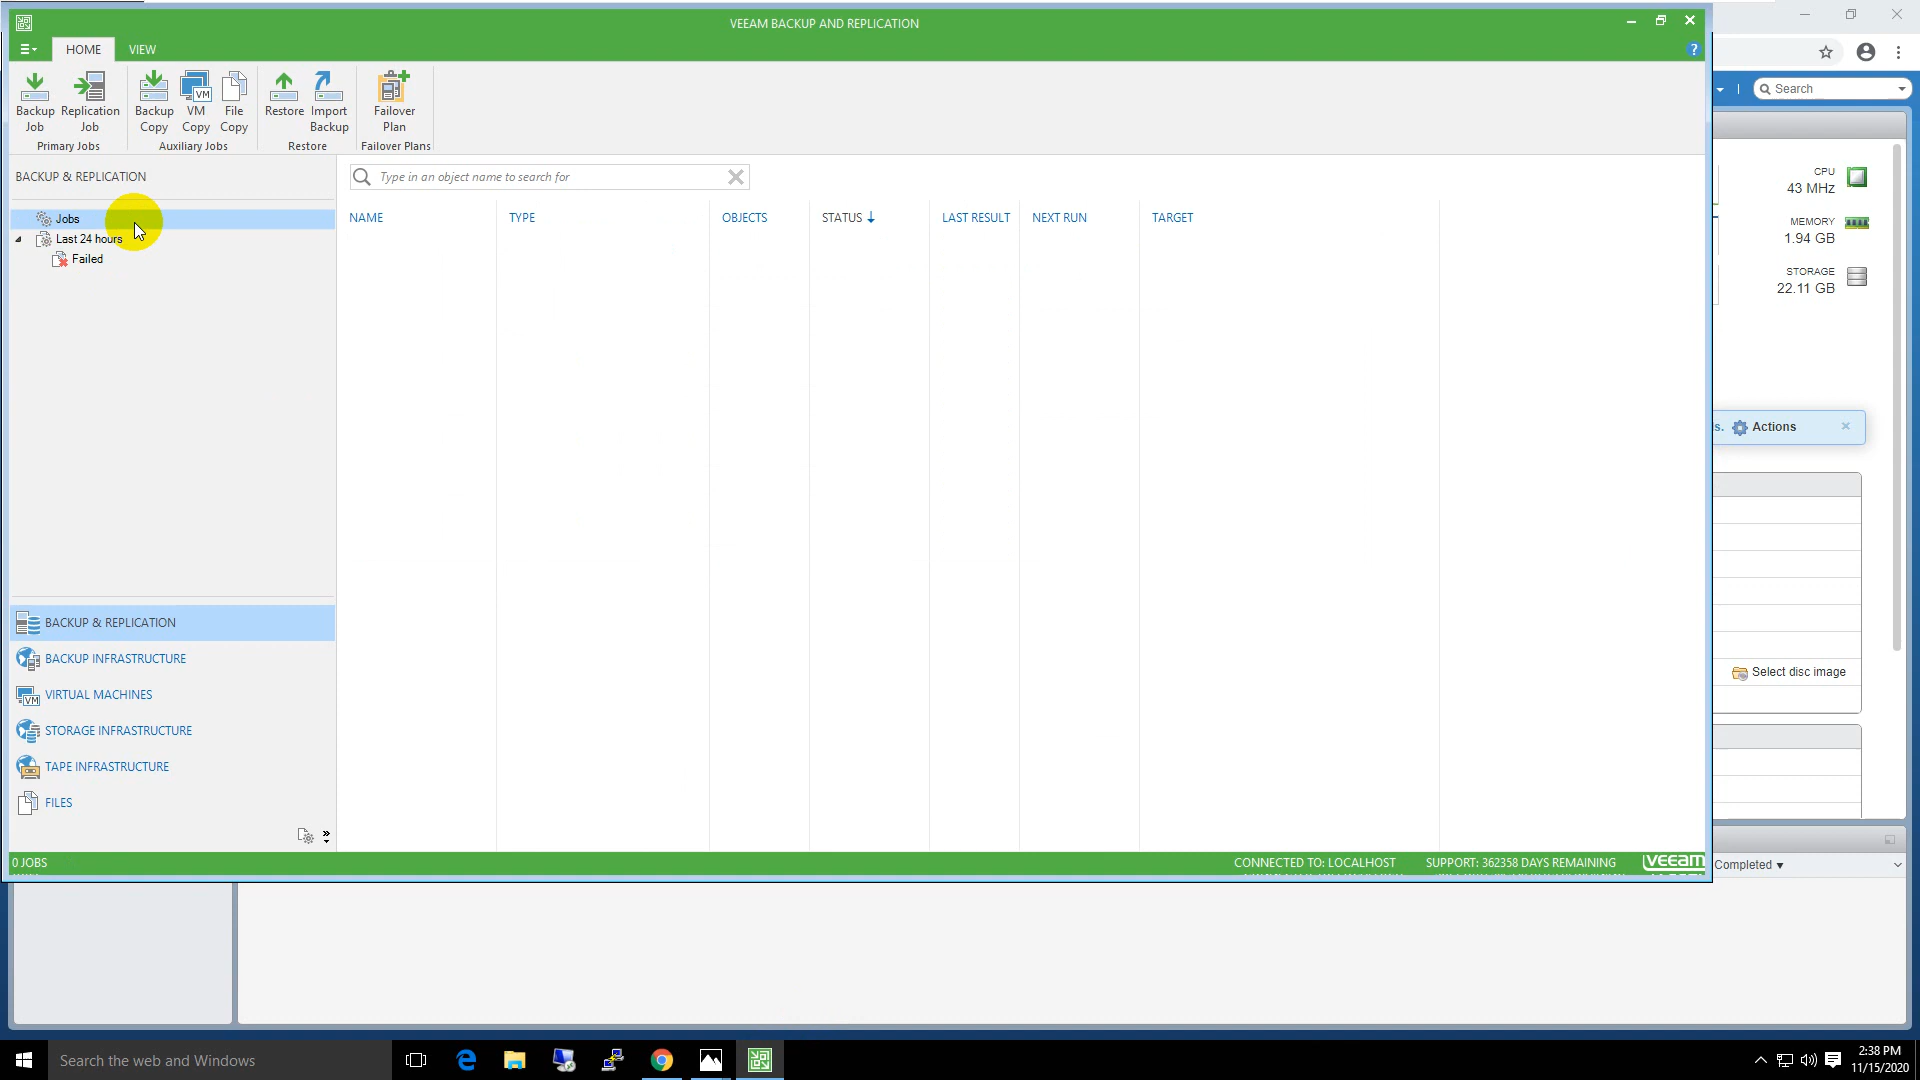 VEEAM BACKUP AND REPLICATION
HOME VIEW
?
Backup Job
Replication Job
Backup Copy
VM Copy
File Copy
Restore
Import Backup
Failover Plan
Primary Jobs
Auxiliary Jobs
Restore
Failover Plans
BACKUP & REPLICATION
Jobs
Last 24 hours
Failed
Type in an object name to search for
NAME TYPE OBJECTS STATUS LAST RESULT NEXT RUN TARGET
BACKUP & REPLICATION
BACKUP INFRASTRUCTURE
VIRTUAL MACHINES
STORAGE INFRASTRUCTURE
TAPE INFRASTRUCTURE
FILES
0 JOBS
CONNECTED TO: LOCALHOST
SUPPORT: 362358 DAYS REMAINING
veeam
Search
CPU
43 MHz
MEMORY
1.94 GB
STORAGE
22.11 GB
s. Actions
Select disc image
Completed
Search the web and Windows
2:38 PM
11/15/2020